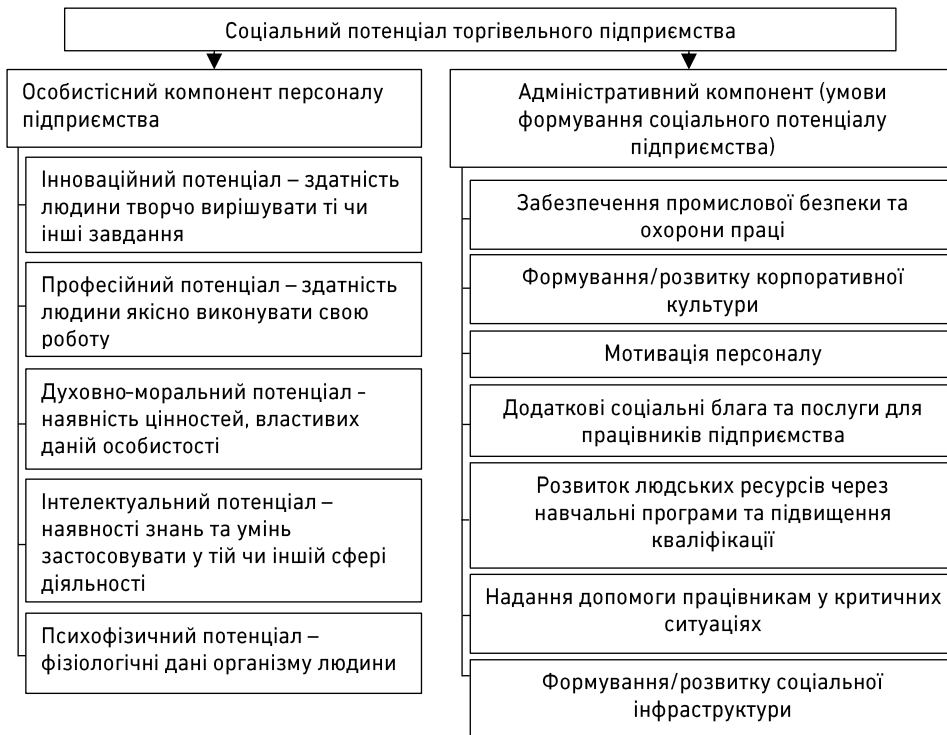 Соціальний потенціал торгівельного підприємства
Особистісний компонент персоналу
підприємства
Інноваційний потенціал – здатність
людини творчо вирішувати ті чи
інші завдання
Професійний потенціал – здатність
людини якісно виконувати свою
роботу
Духовно-моральний потенціал -
наявність цінностей, властивих
даній особистості
Інтелектуальний потенціал –
наявності знань та умінь
застосовувати у тій чи іншій сфері
діяльності
Психофізичний потенціал –
фізіологічні дані організму людини
Адміністративний компонент (умови
формування соціального потенціалу
підприємства)
Забезпечення промислової безпеки та
охорони праці
Формування/розвитку корпоративної
культури
Мотивація персоналу
Додаткові соціальні блага та послуги для
працівників підприємства
Розвиток людських ресурсів через
навчальні програми та підвищення
кваліфікації
Надання допомоги працівникам у критичних
ситуаціях
Формування/розвитку соціальної
інфраструктури